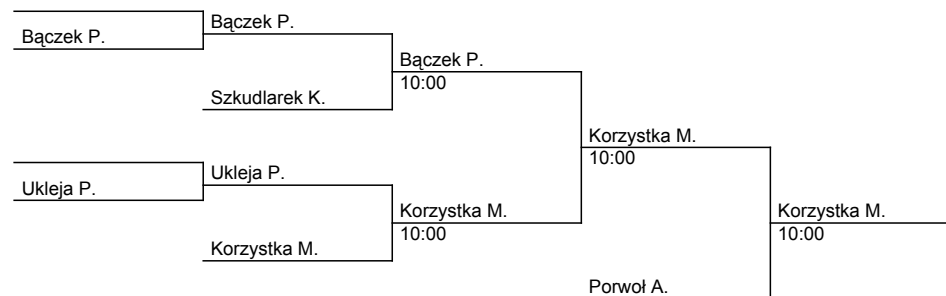 Bączek P.
Bączek P.
Bączek P.
10:00
Szkudlarek K.
Korzystka M.
10:00
Ukleja P.
Ukleja P.
Korzystka M.
10:00
Korzystka M.
10:00
Korzystka M.
Porwoł A.